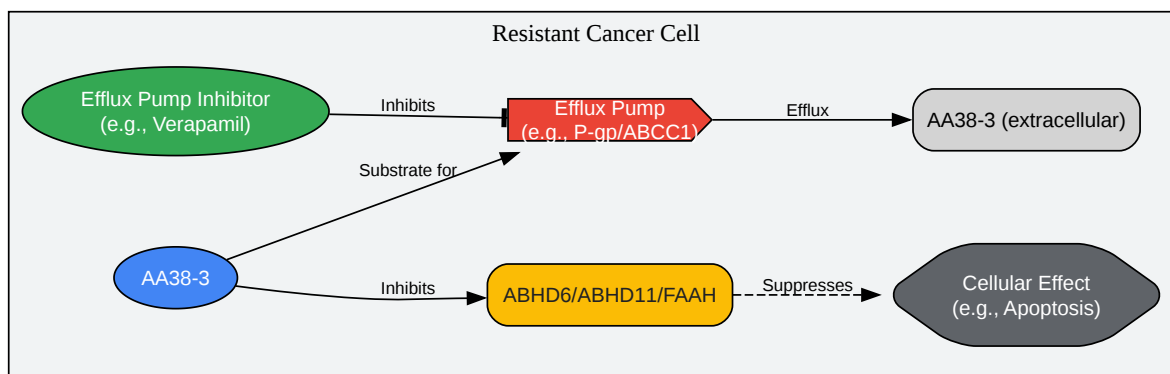 Resistant Cancer Cell
Efflux Pump Inhibitor
(e.g., Verapamil)
Inhibits
Efflux Pump
(e.g., P-gp/ABCC1)
Efflux
AA38-3 (extracellular)
Substrate for
AA38-3
Inhibits
ABHD6/ABHD11/FAAH
Suppresses
Cellular Effect
(e.g., Apoptosis)